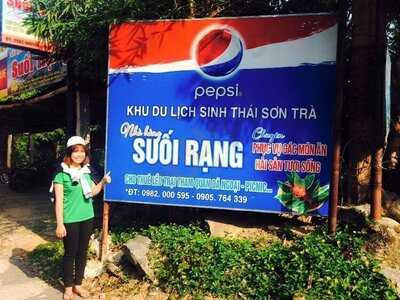 pepsi
KHU DU LỊCH SINH THÁI SƠN TRÀ
Nhà hàng
SUỐI RẠNG
Chuyên
PHỤC VỤ CÁC MÓN ĂN
HẢI SẢN TƯƠI SỐNG
CHO THUÊ LỀU TRẠI THAM QUAN DÃ NGOẠI - PICNIC...
*ĐT: 0982. 000 595 - 0905. 764 339